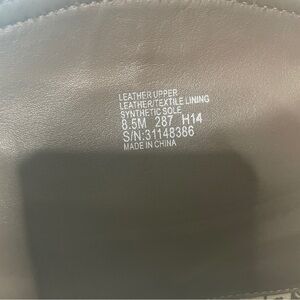 LEATHER UPPER
LEATHER/TEXTILE LINING
SYNTHETIC SOLE
8.5M 287 H14
S/N:31148386
MADE IN CHINA